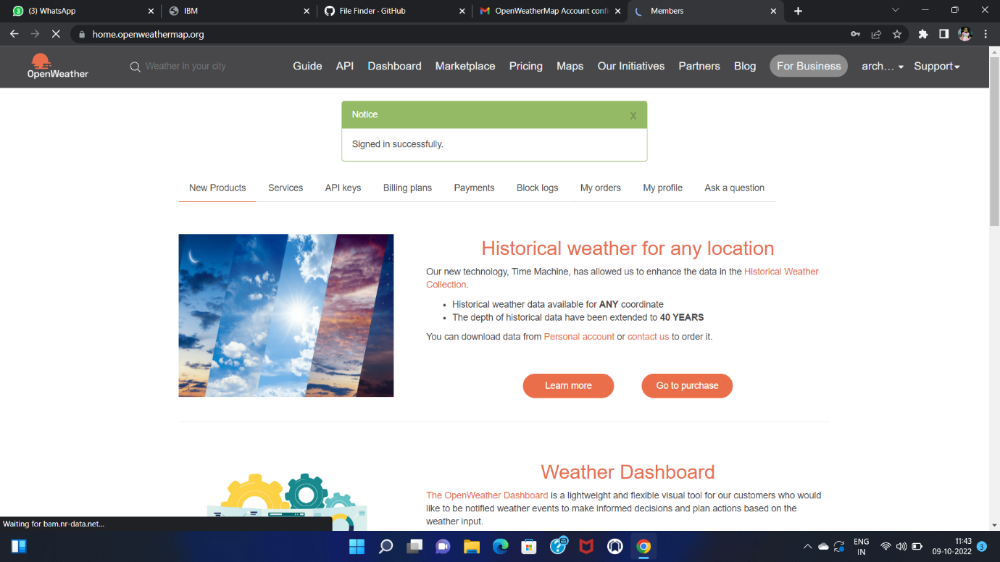 (3) WhatsApp
IBM
File Finder · GitHub
OpenWeatherMap Account confi
Members
home.openweathermap.org
OpenWeather
Weather in your city
Guide
API
Dashboard
Marketplace
Pricing
Maps
Our Initiatives
Partners
Blog
For Business
arch...
Support
Notice
x
Signed in successfully.
New Products
Services
API keys
Billing plans
Payments
Block logs
My orders
My profile
Ask a question
Historical weather for any location
Our new technology, Time Machine, has allowed us to enhance the data in the Historical Weather
Collection.
• Historical weather data available for ANY coordinate
• The depth of historical data have been extended to 40 YEARS
You can download data from Personal account or contact us to order it.
Learn more
Go to purchase
Weather Dashboard
The OpenWeather Dashboard is a lightweight and flexible visual tool for our customers who would
like to be notified weather events to make informed decisions and plan actions based on the
weather input.
Waiting for bam.nr-data.net...
ENG
IN
11:43
09-10-2022
3